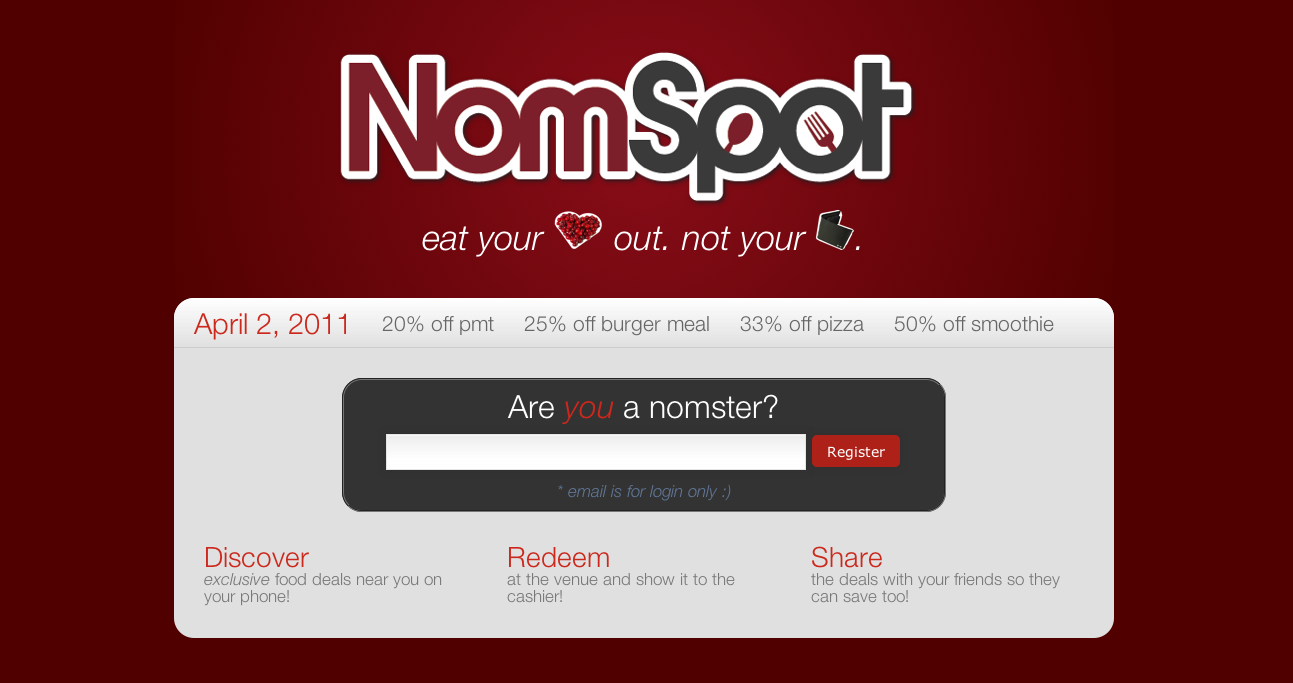 NomSpot
eat your out. not your .
April 2, 2011 20% off pmt 25% off burger meal 33% off pizza 50% off smoothie
Are you a nomster?
Register
* email is for login only :)
Discover
exclusive food deals near you on
your phone!
Redeem
at the venue and show it to the
cashier!
Share
the deals with your friends so they
can save too!